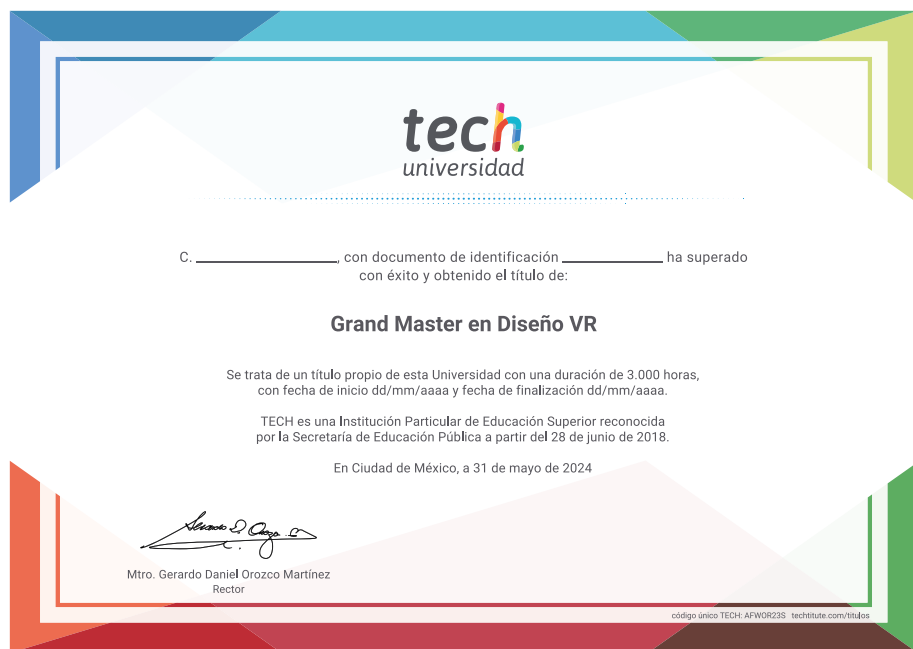 tech
universidad
C. ____________, con documento de identificación ____________ ha superado
con éxito y obtenido el título de:
Grand Master en Diseño VR
Se trata de un título propio de esta Universidad con una duración de 3.000 horas,
con fecha de inicio dd/mm/aaaa y fecha de finalización dd/mm/aaaa.
TECH es una Institución Particular de Educación Superior reconocida
por la Secretaría de Educación Pública a partir del 28 de junio de 2018.
En Ciudad de México, a 31 de mayo de 2024
Mtro. Gerardo Daniel Orozco Martínez
Rector
código único TECH: AFWOR23S techtitute.com/titulos